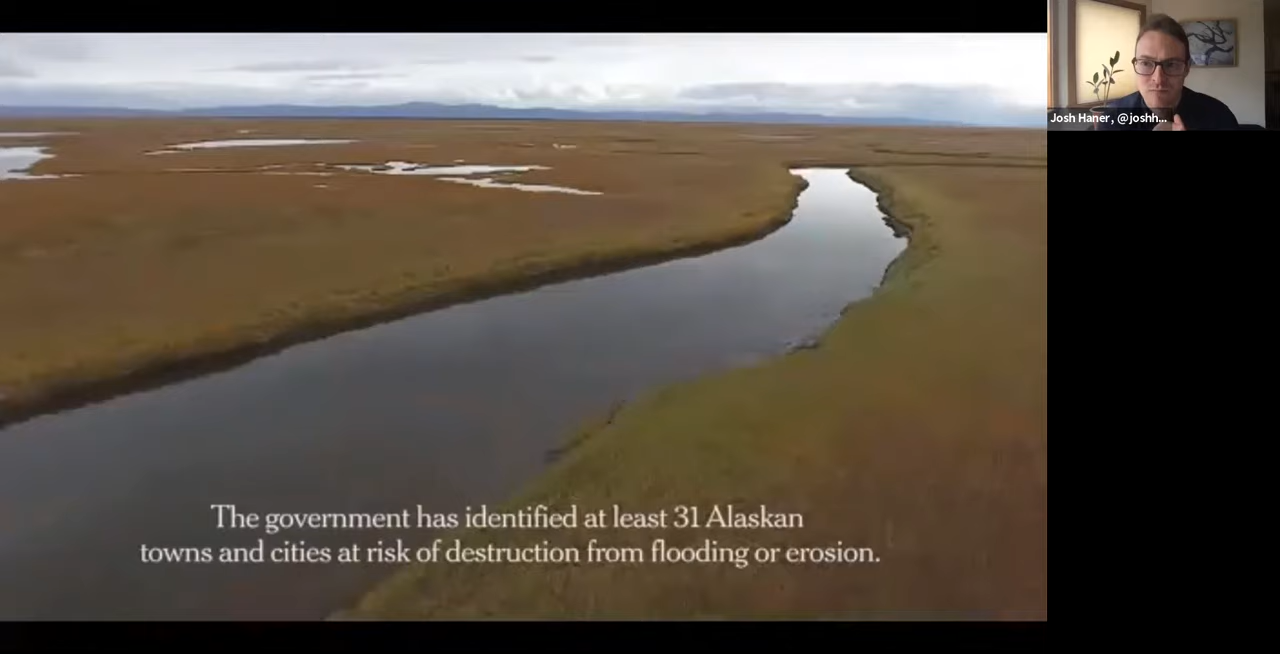 Josh Haner, @joshh...
The government has identified at least 31 Alaskan
towns and cities at risk of destruction from flooding or erosion.